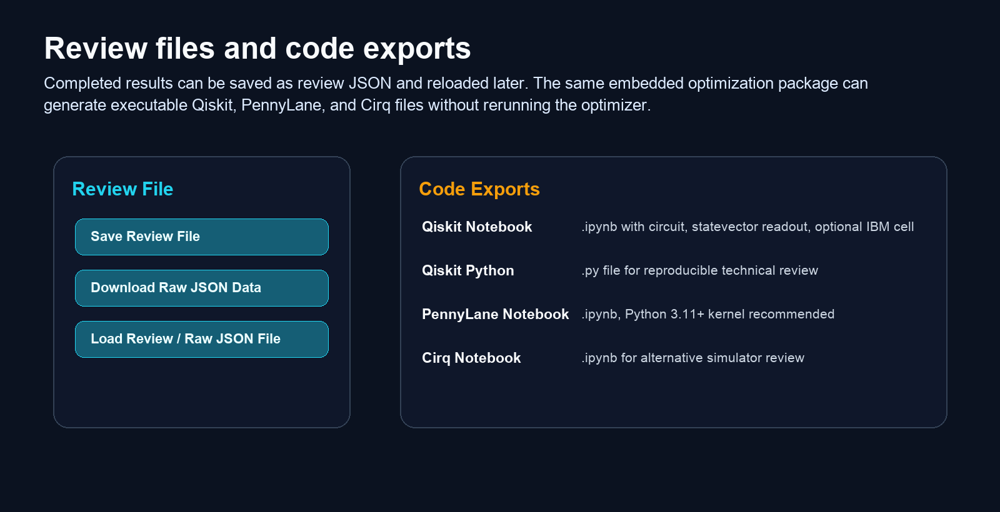 Review files and code exports
Completed results can be saved as review JSON and reloaded later. The same embedded optimization package can
generate executable Qiskit, PennyLane, and Cirq files without rerunning the optimizer.
Review File
Save Review File
Download Raw JSON Data
Load Review / Raw JSON File
Code Exports
Qiskit Notebook .ipynb with circuit, statevector readout, optional IBM cell
Qiskit Python .py file for reproducible technical review
PennyLane Notebook .ipynb, Python 3.11+ kernel recommended
Cirq Notebook .ipynb for alternative simulator review